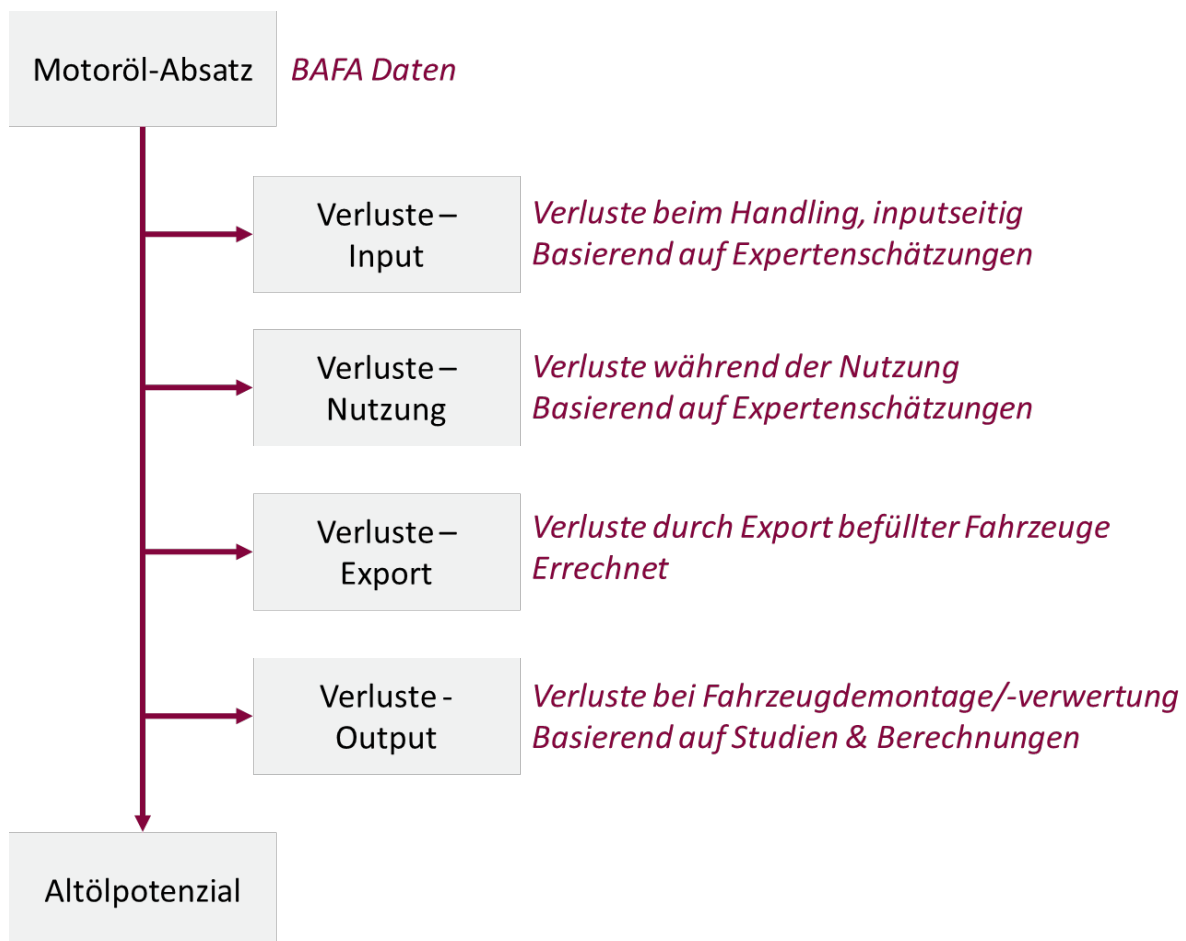 Motoröl-Absatz
BAFA Daten
Verluste –
Input
Verluste beim Handling, inputseitig
Basierend auf Expertenschätzungen
Verluste –
Nutzung
Verluste während der Nutzung
Basierend auf Expertenschätzungen
Verluste –
Export
Verluste durch Export befüllter Fahrzeuge
Errechnet
Verluste -
Output
Verluste bei Fahrzeugdemontage/-verwertung
Basierend auf Studien & Berechnungen
Altölpotenzial